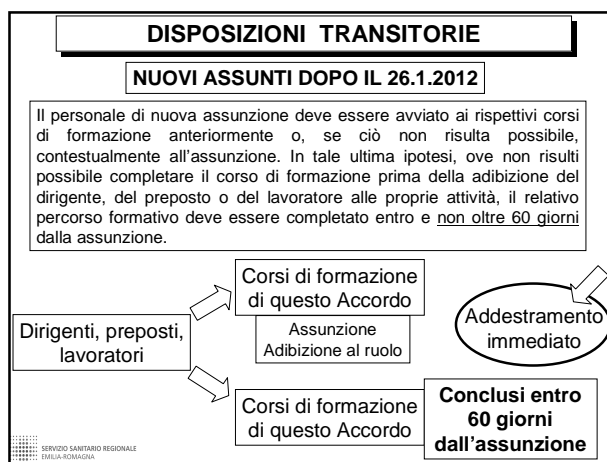 DISPOSIZIONI TRANSITORIE
NUOVI ASSUNTI DOPO IL 26.1.2012
Il personale di nuova assunzione deve essere avviato ai rispettivi corsi
di formazione anteriormente o, se ciò non risulta possibile,
contestualmente all'assunzione. In tale ultima ipotesi, ove non risulti
possibile completare il corso di formazione prima della adibizione del
dirigente, del preposto o del lavoratore alle proprie attività, il relativo
percorso formativo deve essere completato entro e non oltre 60 giorni
dalla assunzione.
Corsi di formazione
di questo Accordo
Assunzione
Adibizione al ruolo
Addestramento
immediato
Dirigenti, preposti,
lavoratori
Corsi di formazione
di questo Accordo
Conclusi entro
60 giorni
dall'assunzione
SERVIZIO SANITARIO REGIONALE
EMILIA-ROMAGNA